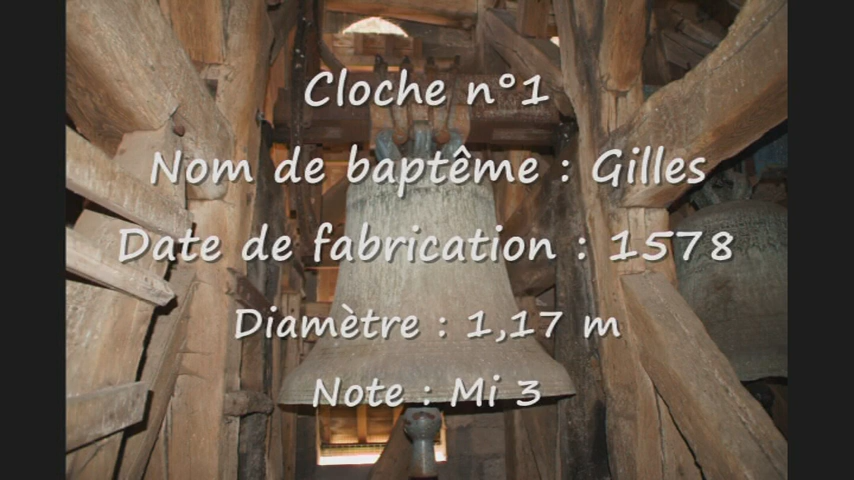 Cloche n°1
Nom de baptême : Gilles
Date de fabrication : 1578
Diamètre : 1,17 m
Note : Mi 3